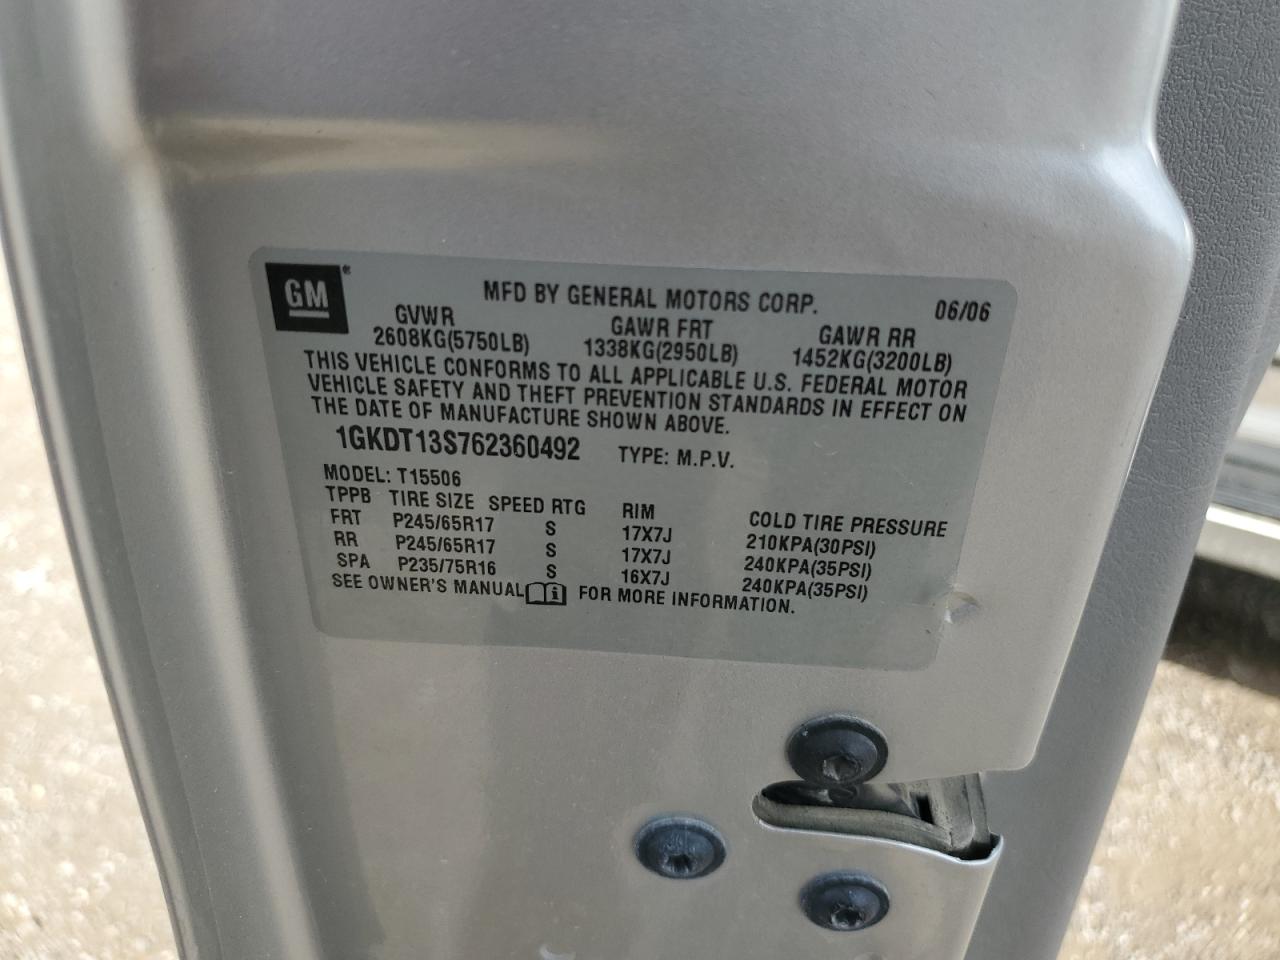 GM®
MFD BY GENERAL MOTORS CORP. 06/06
GVWR GAWR FRT GAWR RR
2608KG(5750LB) 1338KG(2950LB) 1452KG(3200LB)
THIS VEHICLE CONFORMS TO ALL APPLICABLE U.S. FEDERAL MOTOR
VEHICLE SAFETY AND THEFT PREVENTION STANDARDS IN EFFECT ON
THE DATE OF MANUFACTURE SHOWN ABOVE.
1GKDT13S762360492 TYPE: M.P.V.
MODEL: T15506
TPPB TIRE SIZE SPEED RTG RIM COLD TIRE PRESSURE
FRT P245/65R17 S 17X7J 210KPA(30PSI)
RR P245/65R17 S 17X7J 240KPA(35PSI)
SPA P235/75R16 S 16X7J 240KPA(35PSI)
SEE OWNER'S MANUAL FOR MORE INFORMATION.